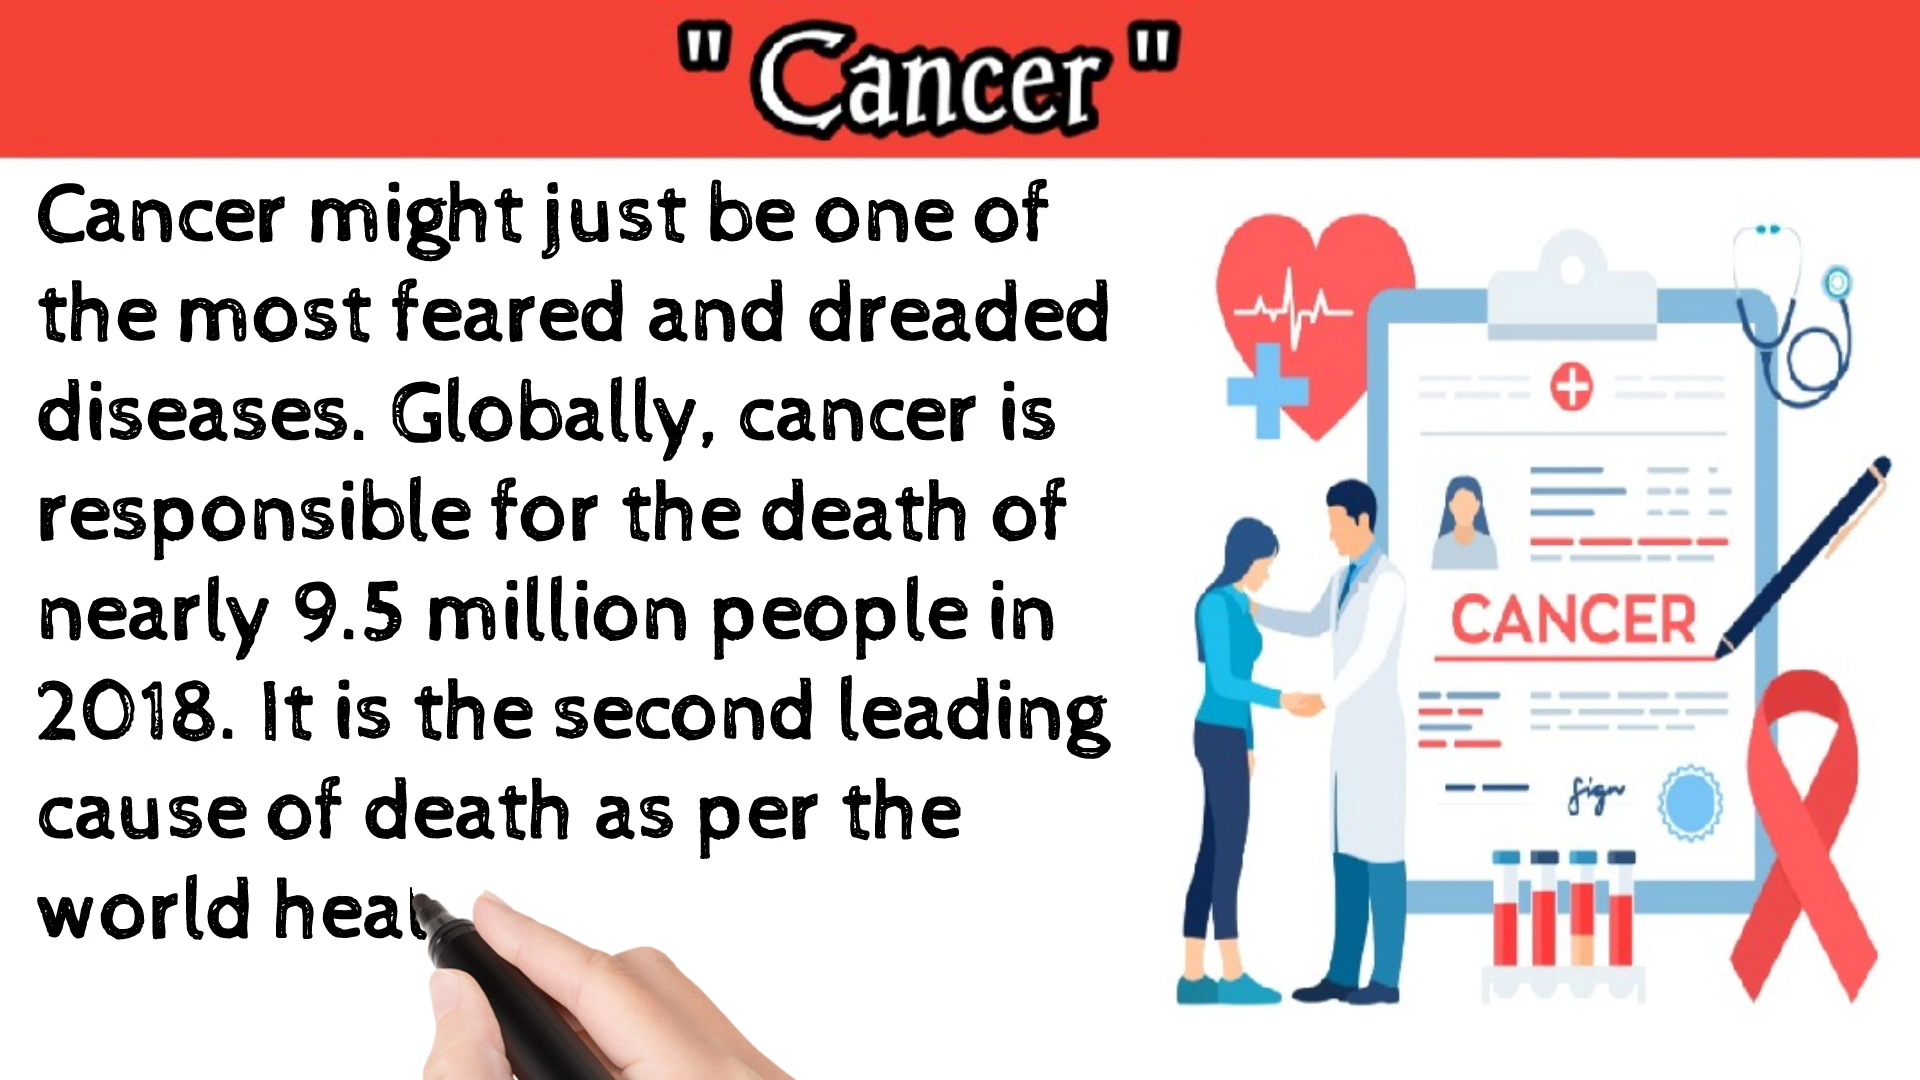 " Cancer "
Cancer might just be one of
the most feared and dreaded
diseases. Globally, cancer is
responsible for the death of
nearly 9.5 million people in
2018. It is the second leading
cause of death as per the
world heal
CANCER
Sign